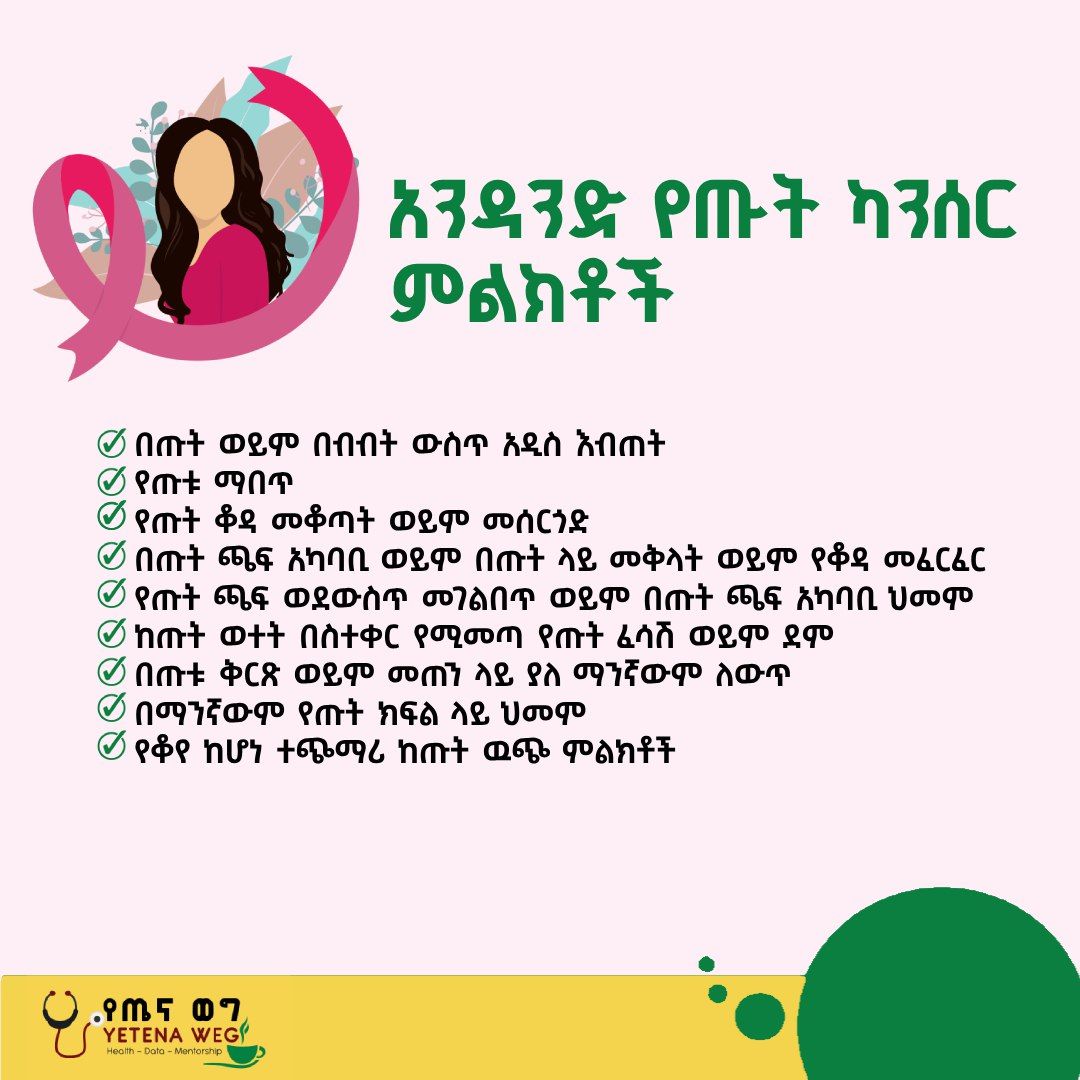 አንዳንድ የጡት ካንሰር
ምልክቶች
በጡት ወይም በብብት ውስጥ አዲስ እብጠት
የጡቱ ማበጥ
የጡት ቆዳ መቆጣት ወይም መሰርጎድ
በጡት ጫፍ አካባቢ ወይም በጡት ላይ መቅላት ወይም የቆዳ መፈርፈር
የጡት ጫፍ ወደውስጥ መገልበጥ ወይም በጡት ጫፍ አካባቢ ህመም
ከጡት ወተት በስተቀር የሚመጣ የጡት ፈሳሽ ወይም ደም
በጡቱ ቅርጽ ወይም መጠን ላይ ያለ ማንኛውም ለውጥ
በማንኛውም የጡት ክፍል ላይ ህመም
የቆየ ከሆነ ተጭማሪ ከጡት ዉጭ ምልክቶች
የጤና ወግ
YETENA WEG
Health – Data – Mentorship